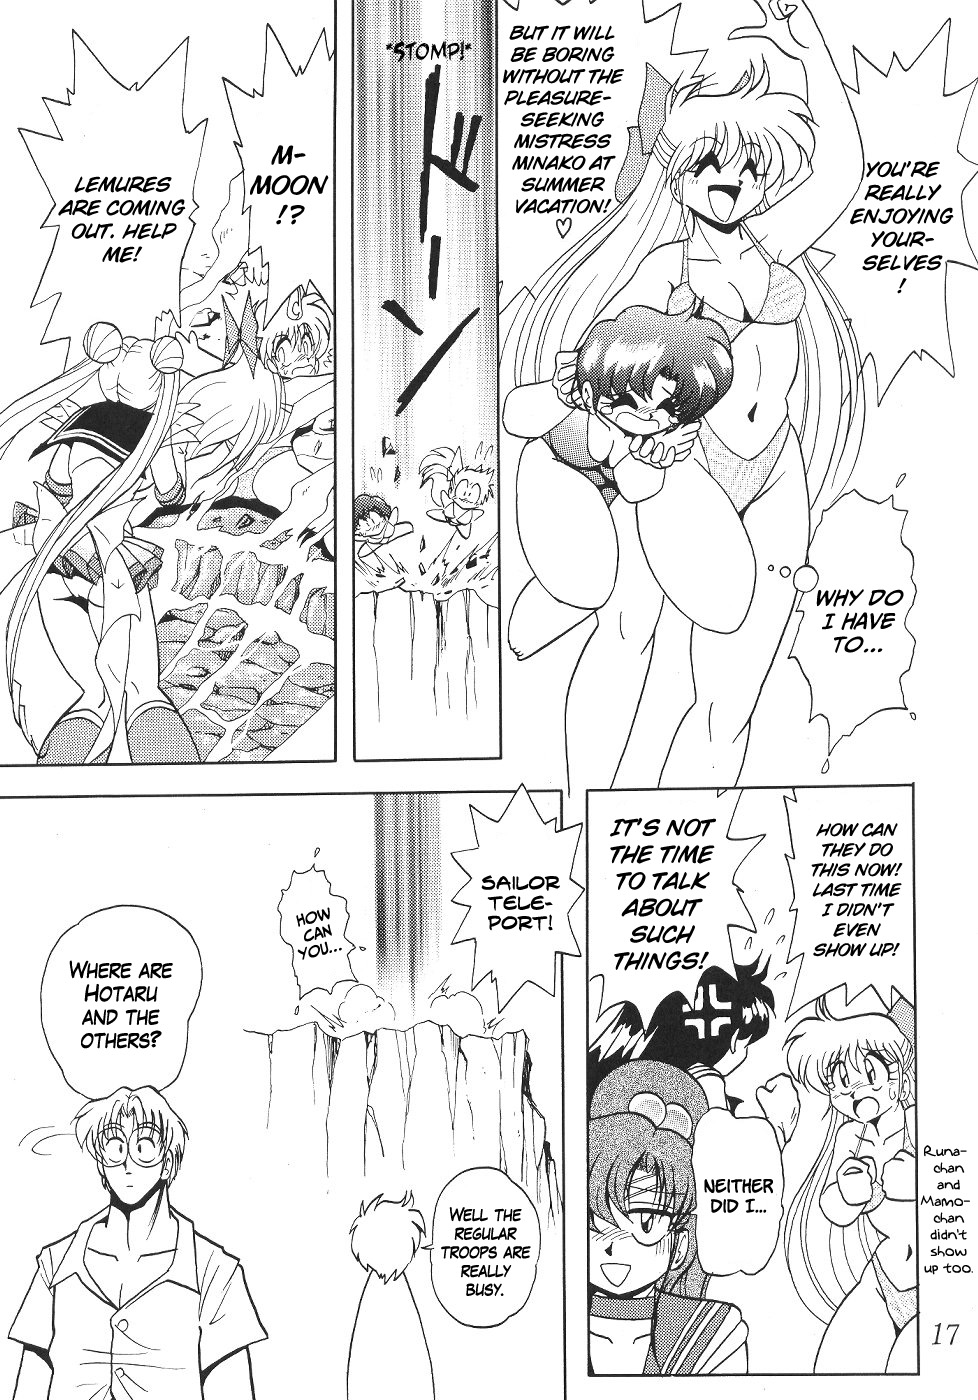 YOU'RE
REALLY
ENJOYING
YOUR-
SELVES
!
BUT IT WILL
BE BORING
WITHOUT THE
PLEASURE-
SEEKING
MISTRESS
MINAKO AT
SUMMER
VACATION!
♡
WHY DO
I HAVE
TO...
*STOMP!*
ドーン
M-
MOON
!?
LEMURES
ARE COMING
OUT. HELP
ME!
HOW CAN
THEY DO
THIS NOW!
LAST TIME
I DIDN'T
EVEN
SHOW UP!
IT'S NOT
THE TIME
TO TALK
ABOUT
SUCH
THINGS!
NEITHER
DID I...
Runa-
chan
and
Mamo-
chan
didn't
show
up too.
SAILOR
TELE-
PORT!
HOW
CAN
YOU...
WELL THE
REGULAR
TROOPS ARE
REALLY
BUSY.
WHERE ARE
HOTARU
AND THE
OTHERS?
17